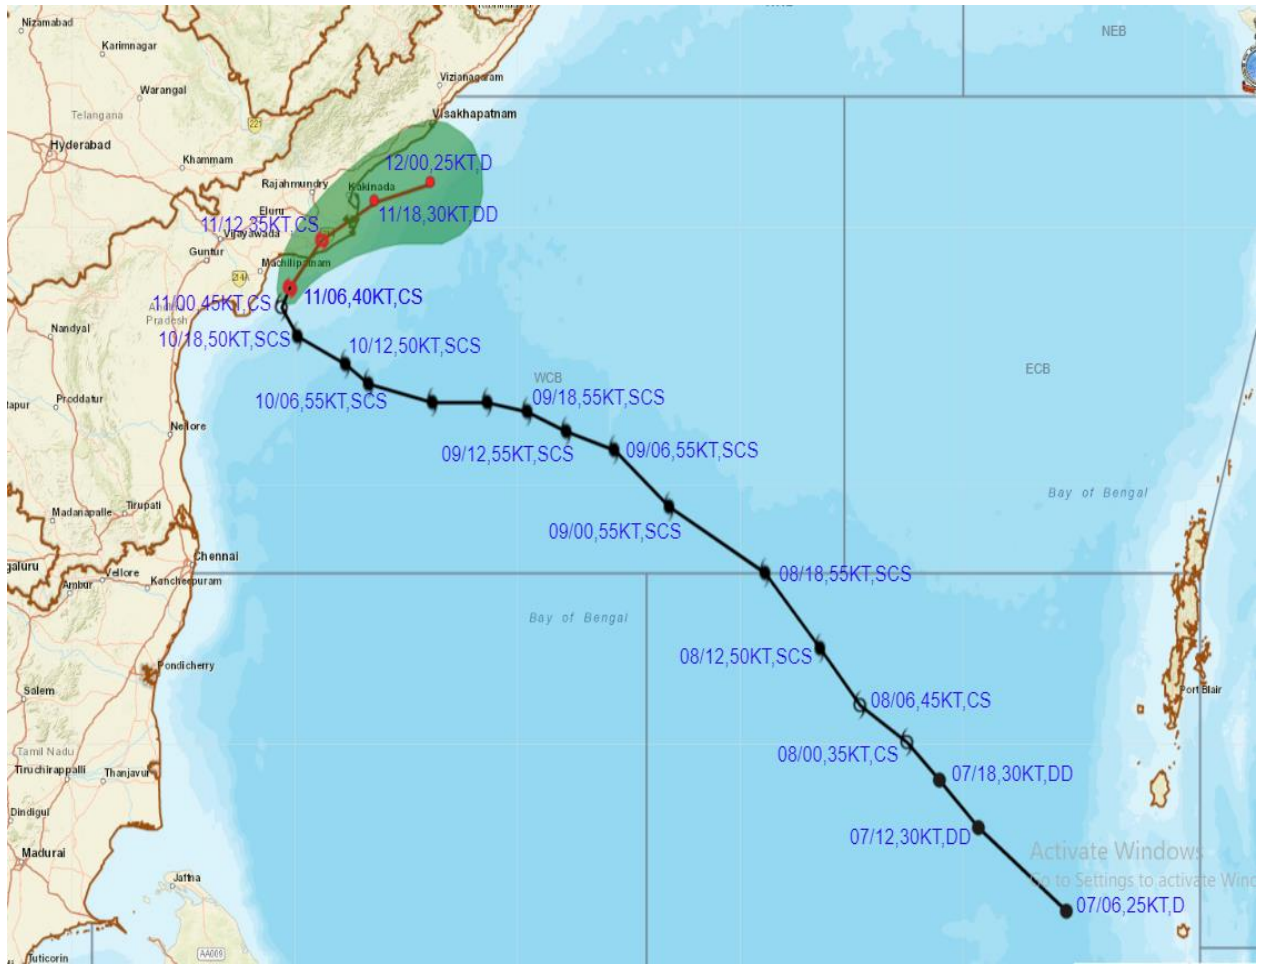 Nizamabad
Karimnagar
NEB
Vizianagaram
Warangal
Telangana
Visakhapatnam
Hyderabad
Khammam
12/00,25KT,D
Rajahmundry
Kakinada
11/18,30KT,DD
Eluru
11/12,35KT,CS
Vijayawada
Guntur
Machilipatnam
214A
11/00,45KT,CS
11/06,40KT,CS
Pradesh
Nandyal
10/18,50KT,SCS
10/12,50KT,SCS
WCB
ECB
10/06,55KT,SCS
09/18,55KT,SCS
Proddatur
Nellore
09/12,55KT,SCS
09/06,55KT,SCS
Bay of Bengal
Madanapalle
Tirupati
09/00,55KT,SCS
Chennai
galuru
Vellore
Ambur
Kancheepuram
08/18,55KT,SCS
Bay of Bengal
08/12,50KT,SCS
Pondicherry
Salem
Port Blair
08/06,45KT,CS
08/00,35KT,CS
Tamil Nadu
Tiruchirappalli
Thanjavur
07/18,30KT,DD
Dindigul
07/12,30KT,DD
Activate Windows
Go to Settings to activate Wind
Madurai
Jaffna
07/06,25KT,D
AA009
Tuticorin